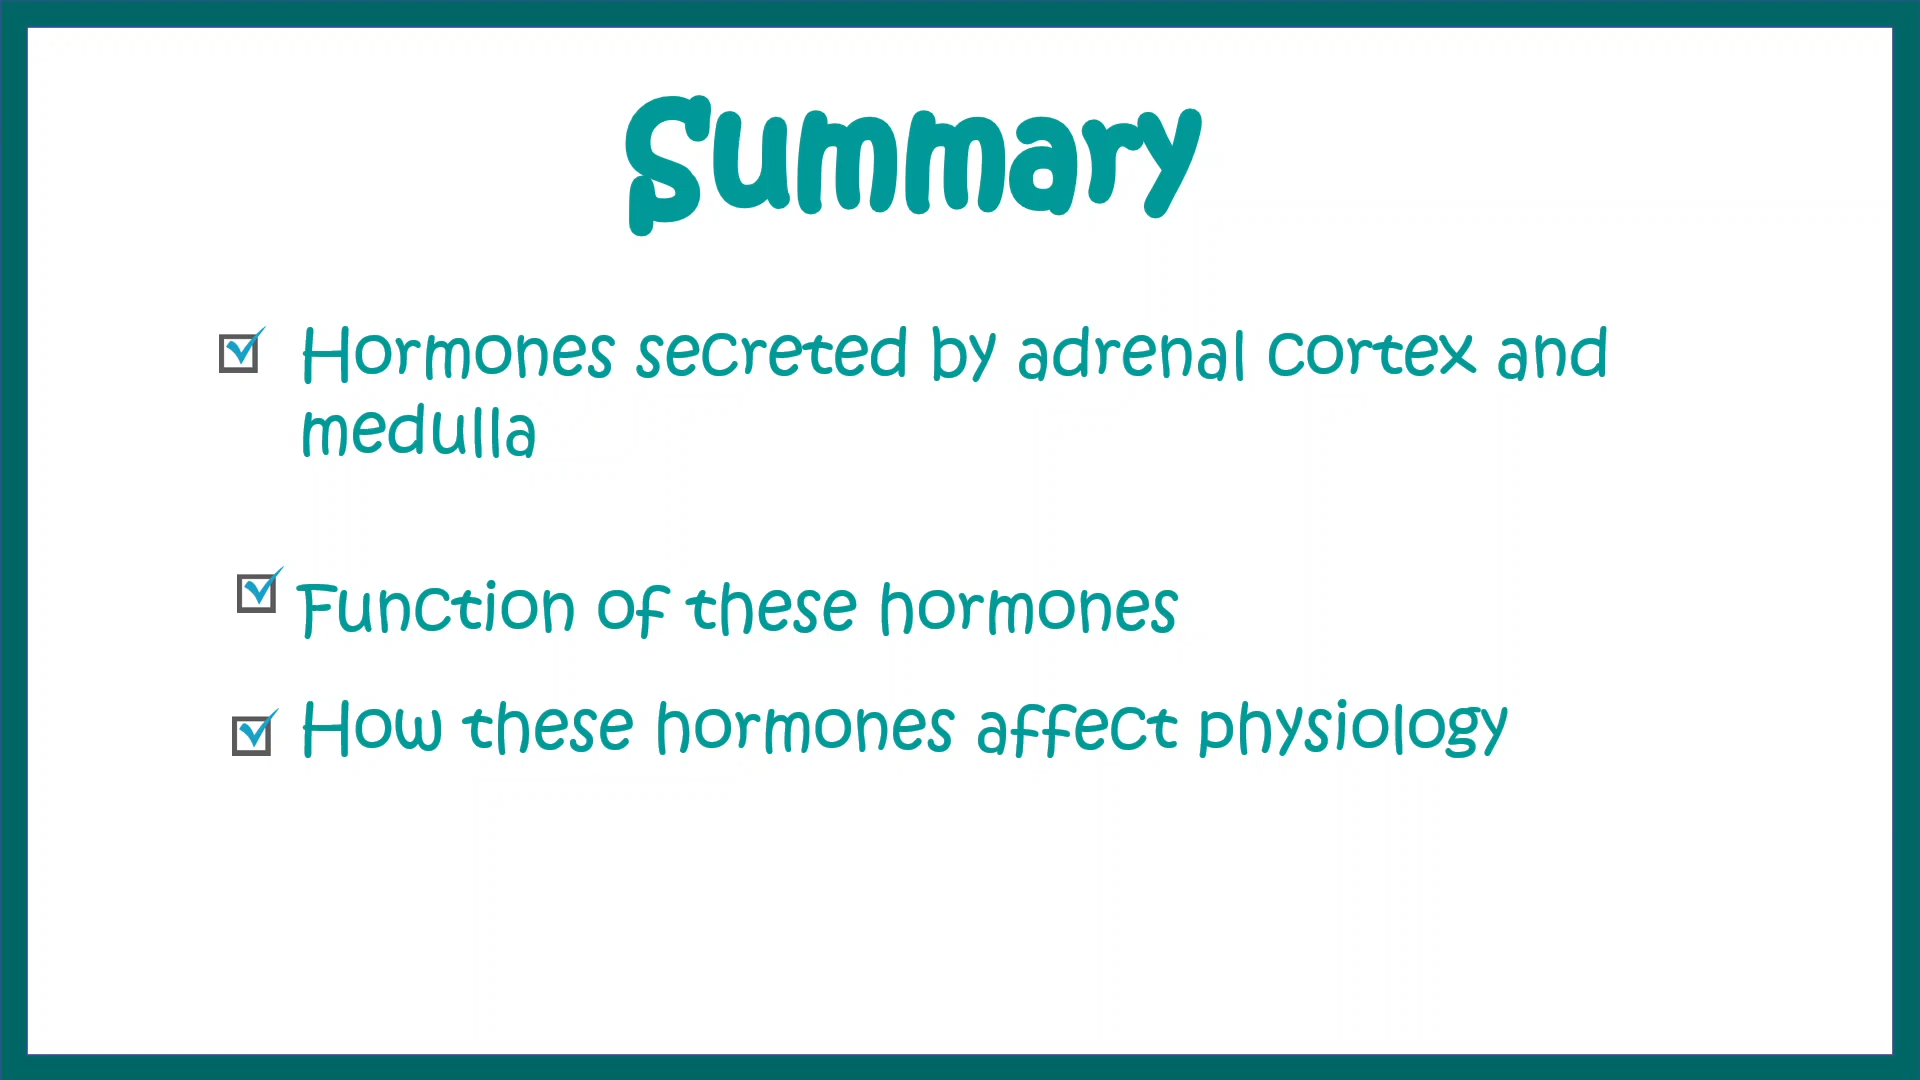 Summary
Hormones secreted by adrenal cortex and
medulla
Function of these hormones
How these hormones affect physiology